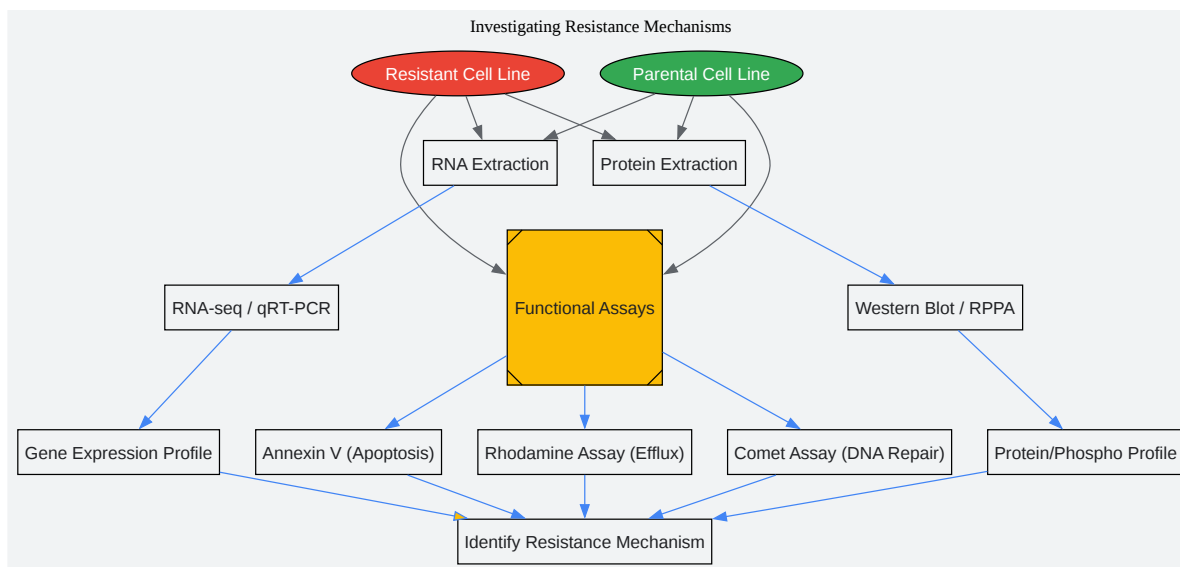 Investigating Resistance Mechanisms
Resistant Cell Line
Parental Cell Line
RNA Extraction
Protein Extraction
RNA-seq / qRT-PCR
Functional Assays
Western Blot / RPPA
Gene Expression Profile
Annexin V (Apoptosis)
Rhodamine Assay (Efflux)
Comet Assay (DNA Repair)
Protein/Phospho Profile
Identify Resistance Mechanism